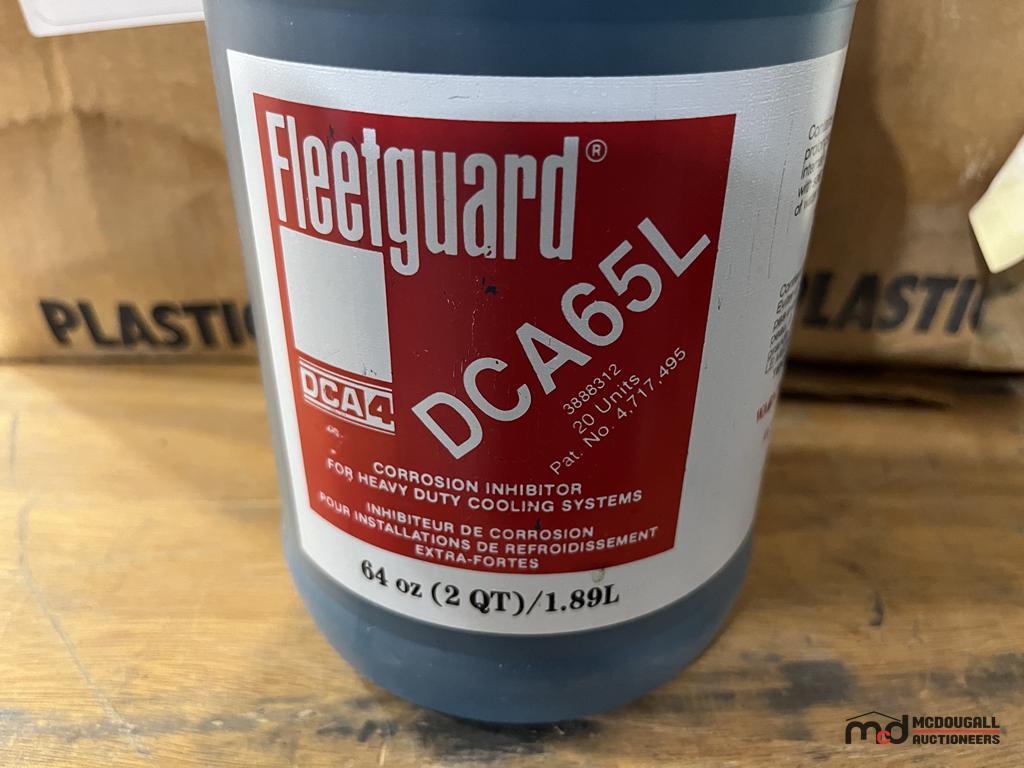 Fleetguard®
DCA65L
3888312
20 Units
Pat. No. 4,717,495
DCA4
CORROSION INHIBITOR
FOR HEAVY DUTY COOLING SYSTEMS
INHIBITEUR DE CORROSION
POUR INSTALLATIONS DE REFROIDISSEMENT
EXTRA-FORTES
64 oz (2 QT)/1.89L
PLASTIC
PLASTIC
mcd MCDOUGALL
AUCTIONEERS